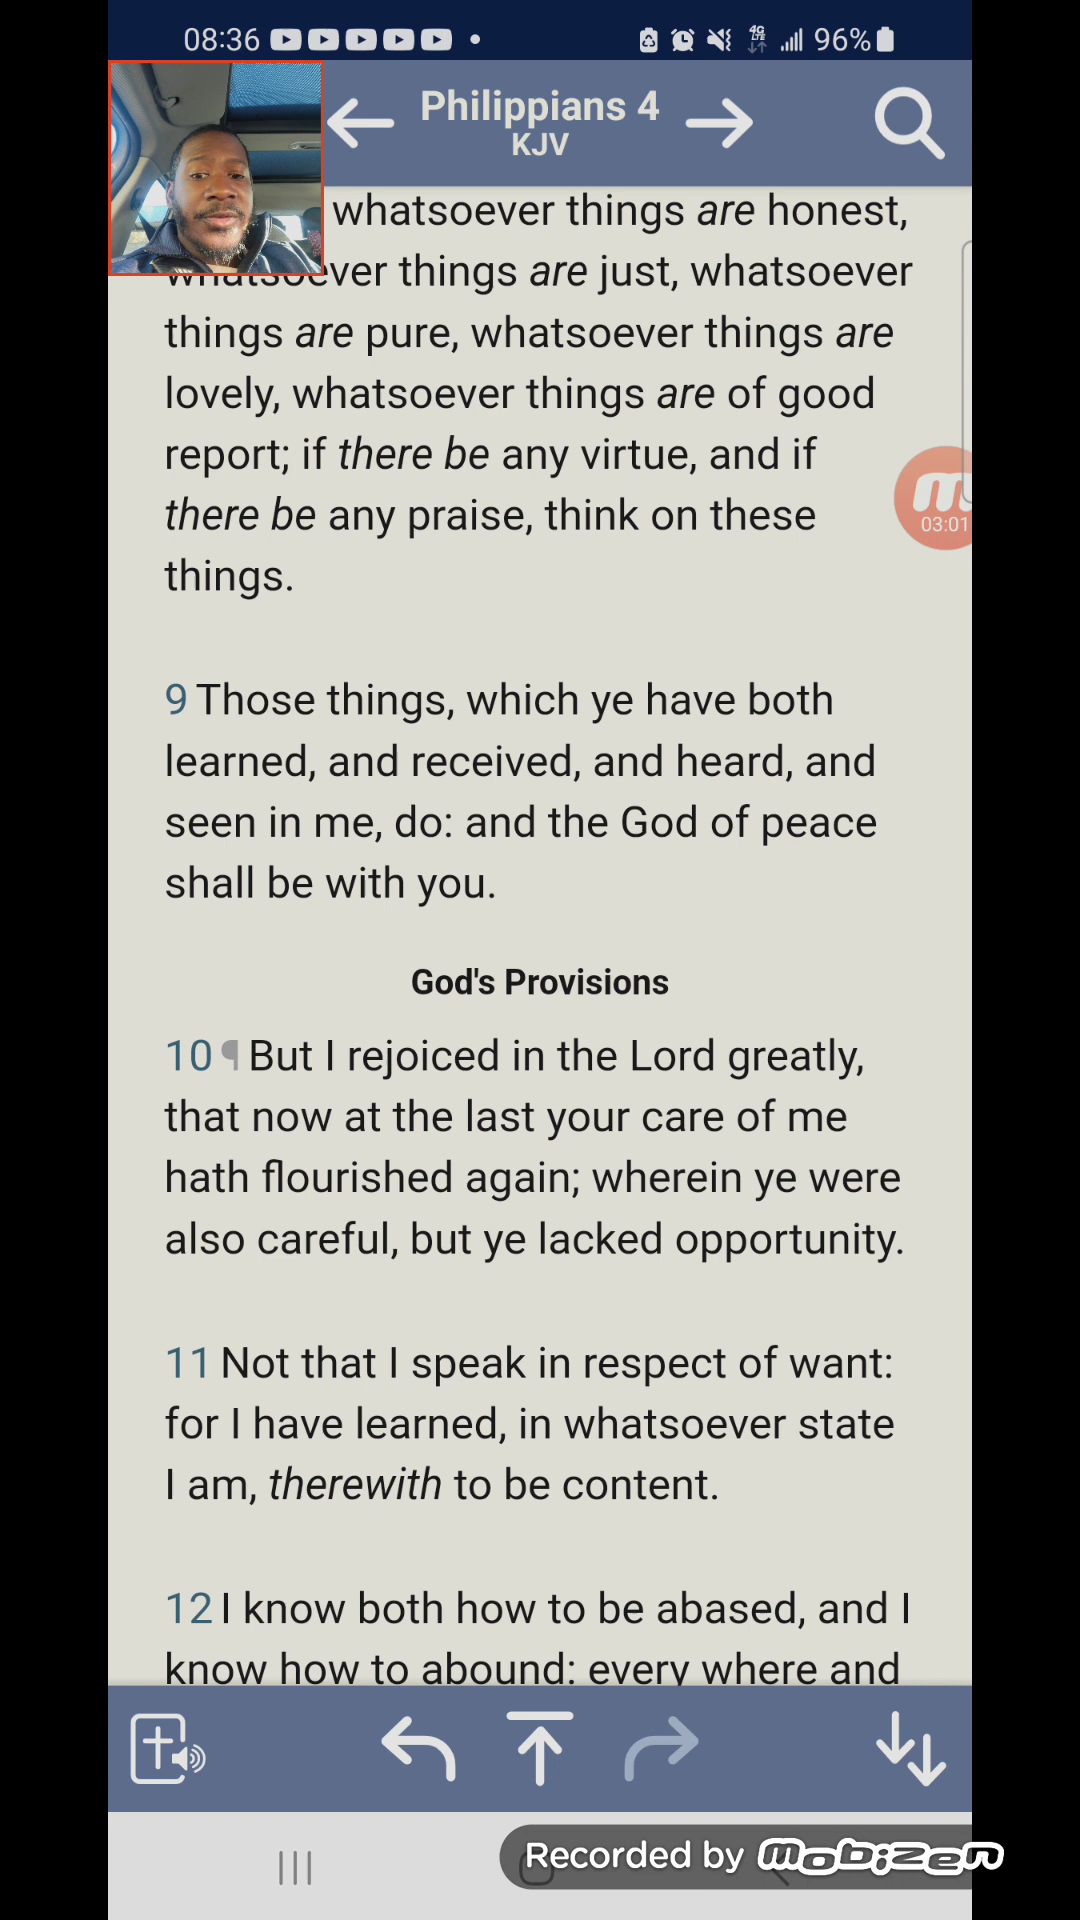 08:36 4G LTE 96%
Philippians 4
KJV
whatsoever things are honest,
whatsoever things are just, whatsoever
things are pure, whatsoever things are
lovely, whatsoever things are of good
report; if there be any virtue, and if
there be any praise, think on these
things.
03:01
9 Those things, which ye have both
learned, and received, and heard, and
seen in me, do: and the God of peace
shall be with you.
God's Provisions
10 ¶ But I rejoiced in the Lord greatly,
that now at the last your care of me
hath flourished again; wherein ye were
also careful, but ye lacked opportunity.
11 Not that I speak in respect of want:
for I have learned, in whatsoever state
I am, therewith to be content.
12 I know both how to be abased, and I
know how to abound: every where and
Recorded by mobizen